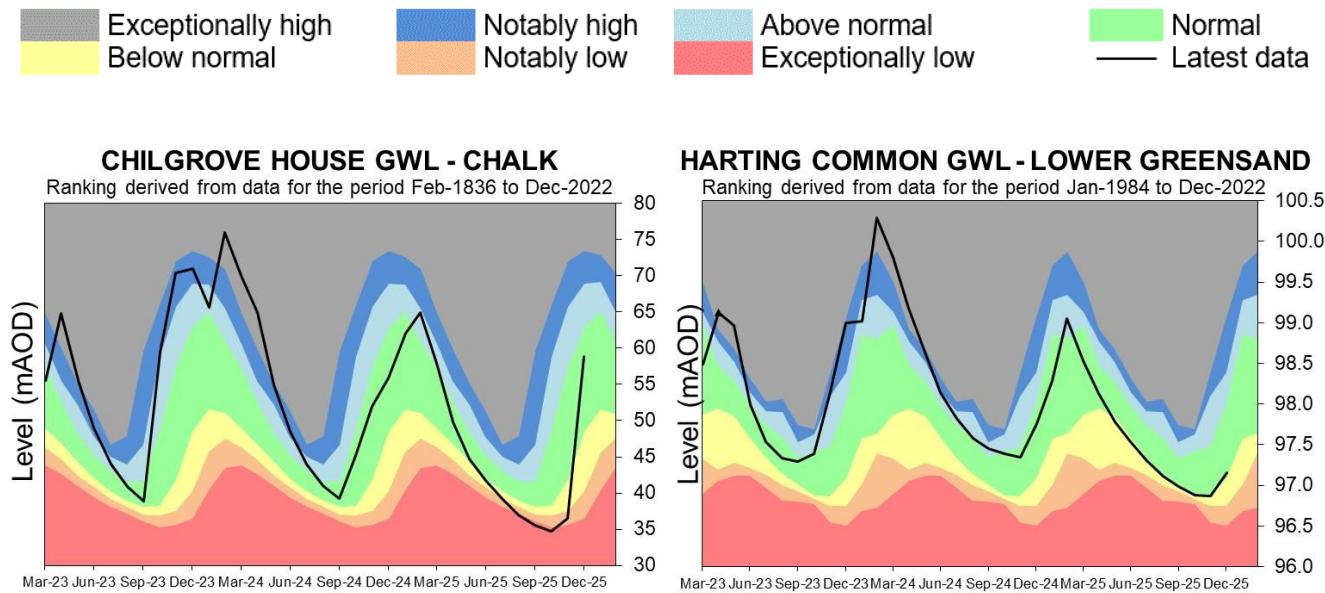 Exceptionally high Notably high Above normal Normal
Below normal Notably low Exceptionally low Latest data
CHILGROVE HOUSE GWL - CHALK
Ranking derived from data for the period Feb-1836 to Dec-2022
80
75
70
65
60
55
50
45
40
35
30
Level (mAOD)
Mar-23 Jun-23 Sep-23 Dec-23 Mar-24 Jun-24 Sep-24 Dec-24 Mar-25 Jun-25 Sep-25 Dec-25
HARTING COMMON GWL - LOWER GREENSAND
Ranking derived from data for the period Jan-1984 to Dec-2022
100.5
100.0
99.5
99.0
98.5
98.0
97.5
97.0
96.5
96.0
Level (mAOD)
Mar-23 Jun-23 Sep-23 Dec-23 Mar-24 Jun-24 Sep-24 Dec-24 Mar-25 Jun-25 Sep-25 Dec-25